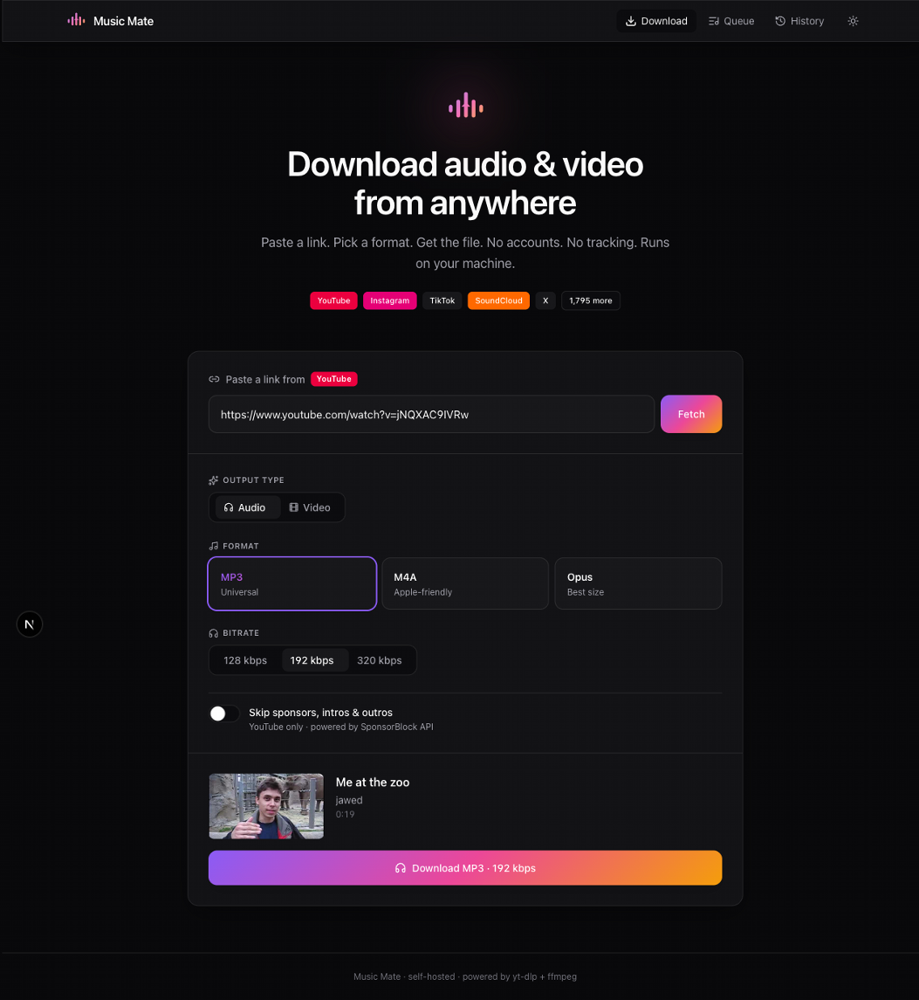 Music Mate
Download
Queue
History
Download audio & video
from anywhere
Paste a link. Pick a format. Get the file. No accounts. No tracking. Runs
on your machine.
YouTube Instagram TikTok SoundCloud X 1,795 more
Paste a link from YouTube
https://www.youtube.com/watch?v=jNQXAC9IVRw
Fetch
OUTPUT TYPE
Audio Video
FORMAT
MP3
Universal
M4A
Apple-friendly
Opus
Best size
N
BITRATE
128 kbps 192 kbps 320 kbps
Skip sponsors, intros & outros
YouTube only · powered by SponsorBlock API
Me at the zoo
jawed
0:19
Download MP3 · 192 kbps
Music Mate · self-hosted · powered by yt-dlp + ffmpeg